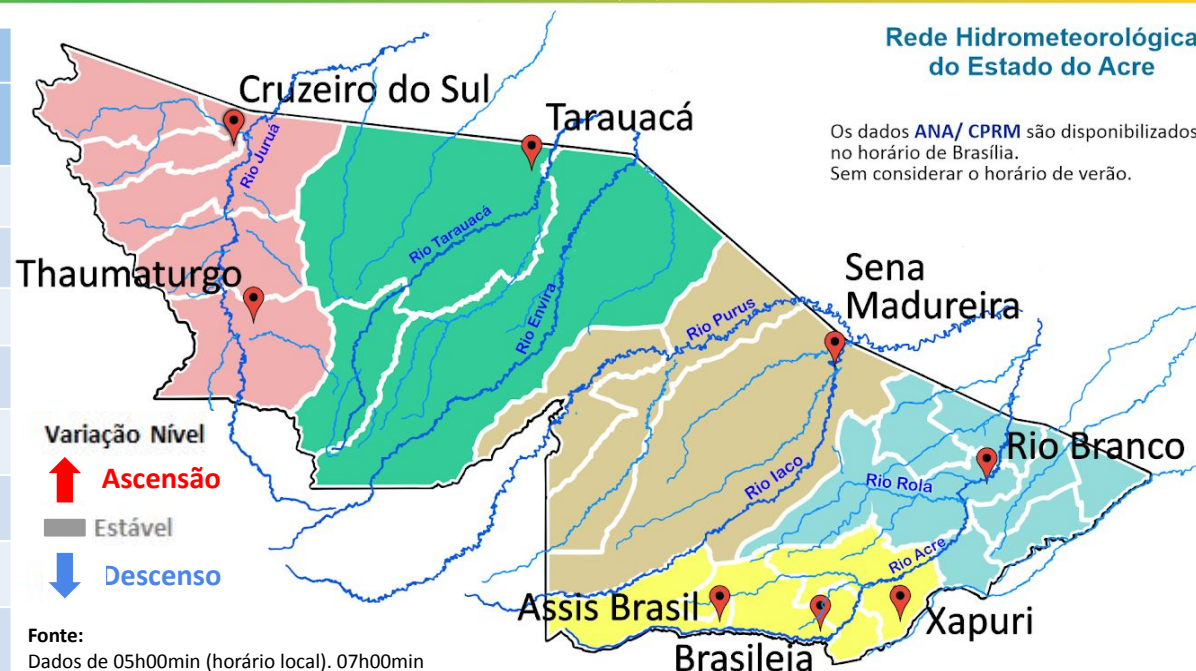 Rede Hidrometeorológica
do Estado do Acre
Os dados ANA/ CPRM são disponibilizados
no horário de Brasília.
Sem considerar o horário de verão.
Cruzeiro do Sul
Tarauacá
Rio Juruá
Rio Tarauacá
Thaumaturgo
Rio Envira
Sena
Madureira
Rio Purus
Variação Nível
Ascensão
Estável
Descenso
Rio Branco
Rio Iaco
Rio Rola
Rio Acre
Assis Brasil
Xapuri
Brasileia
Fonte:
Dados de 05h00min (horário local). 07h00min